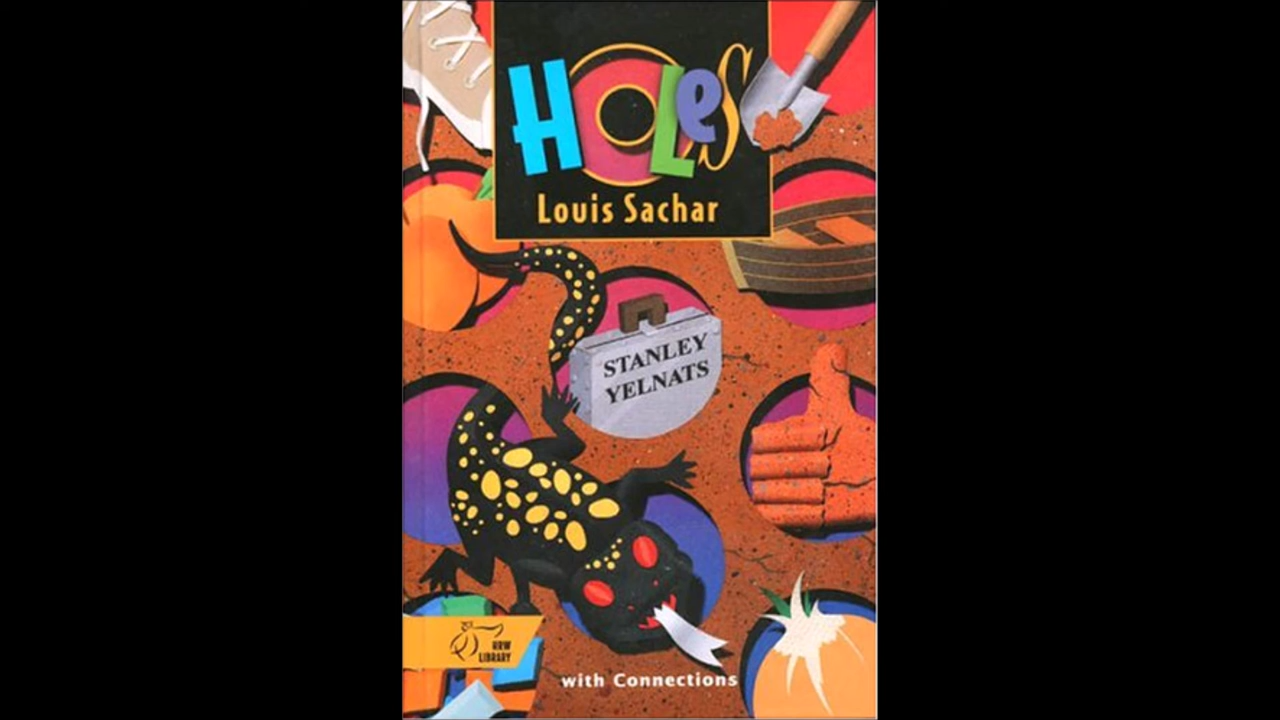 HOLeS
Louis Sachar
STANLEY
YELNATS
HRW
LIBRARY
with Connections